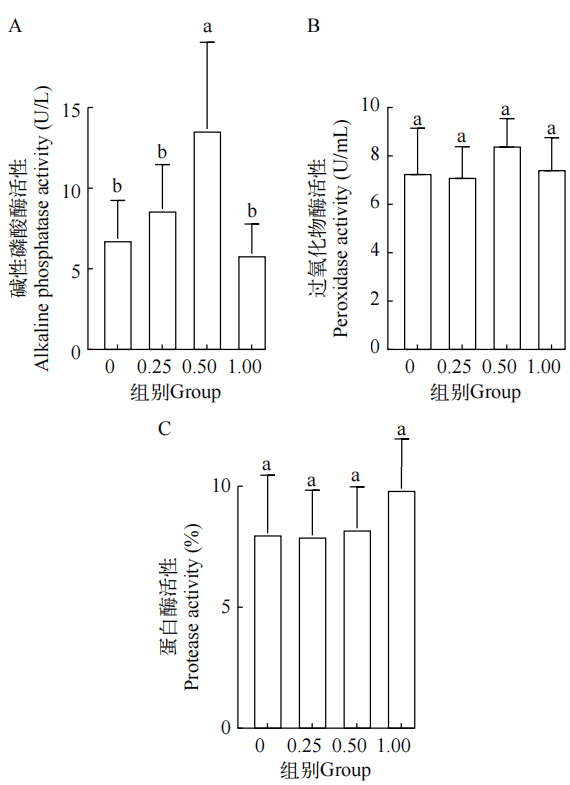 A
碱性磷酸酶活性
Alkaline phosphatase activity (U/L)
15
10
5
0
b
b
a
b
0 0.25 0.50 1.00
组别Group
B
过氧化物酶活性
Peroxidase activity (U/mL)
10
8
6
4
2
0
a
a
a
a
0 0.25 0.50 1.00
组别Group
C
蛋白酶活性
Protease activity (%)
10
5
0
a
a
a
a
0 0.25 0.50 1.00
组别Group